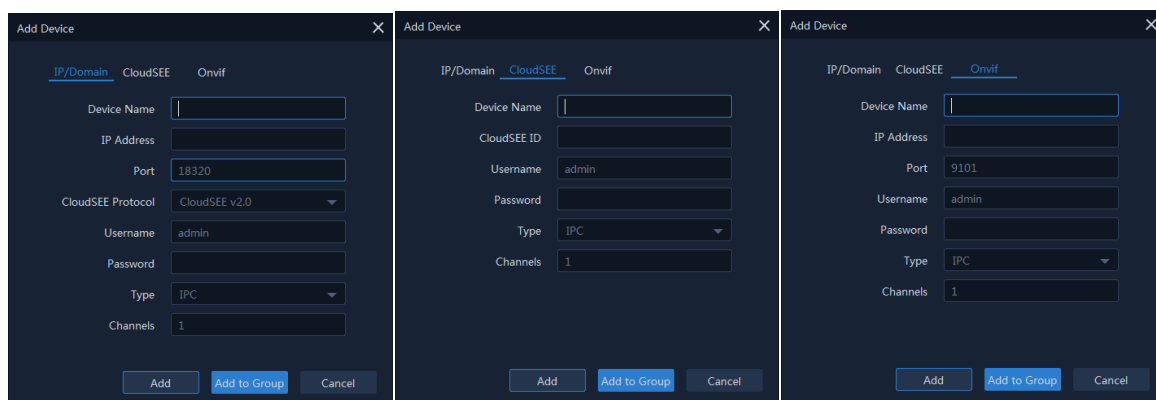 Add Device
IP/Domain CloudSEE Onvif
Device Name
IP Address
Port 18320
CloudSEE Protocol CloudSEE v2.0
Username admin
Password
Type IPC
Channels 1
Add Add to Group Cancel
Add Device
IP/Domain CloudSEE Onvif
Device Name
CloudSEE ID
Username admin
Password
Type IPC
Channels 1
Add Add to Group Cancel
Add Device
IP/Domain CloudSEE Onvif
Device Name
IP Address
Port 9101
Username admin
Password
Type IPC
Channels 1
Add Add to Group Cancel